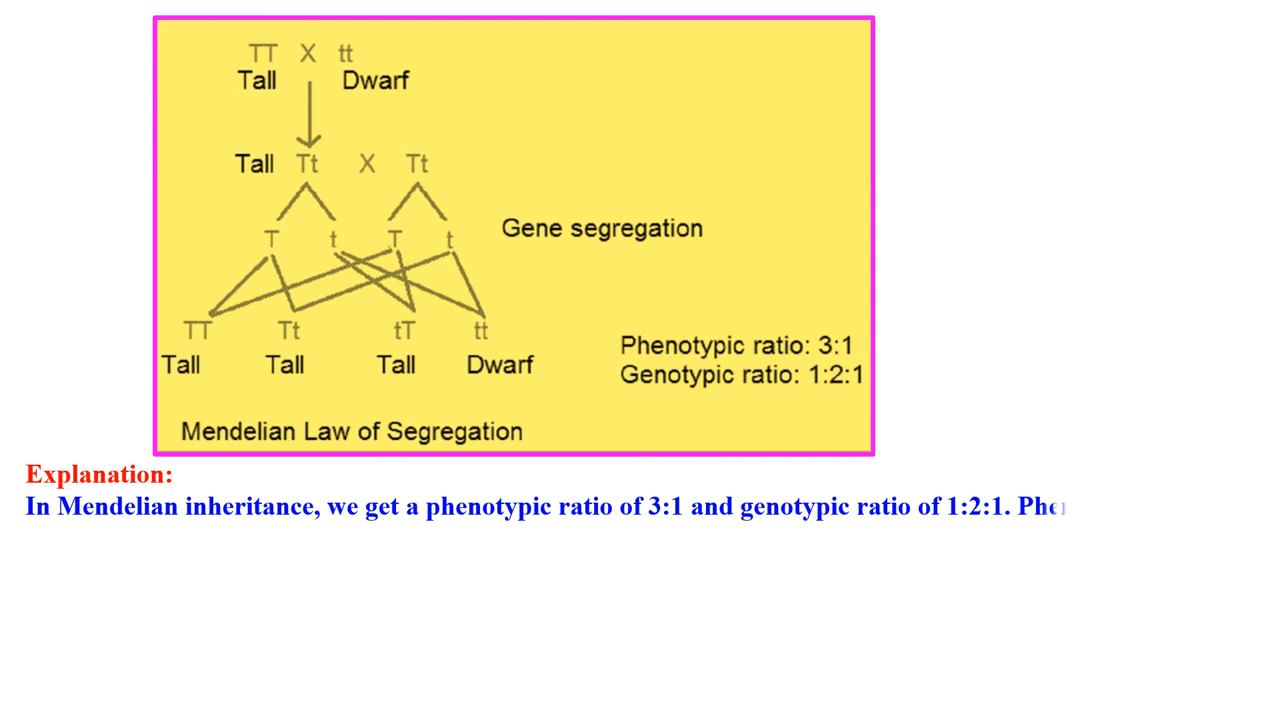 TT X tt
Tall Dwarf
Tall Tt X Tt
T t T t Gene segregation
TT Tt tT tt
Tall Tall Tall Dwarf
Phenotypic ratio: 3:1
Genotypic ratio: 1:2:1
Mendelian Law of Segregation
Explanation:
In Mendelian inheritance, we get a phenotypic ratio of 3:1 and genotypic ratio of 1:2:1.